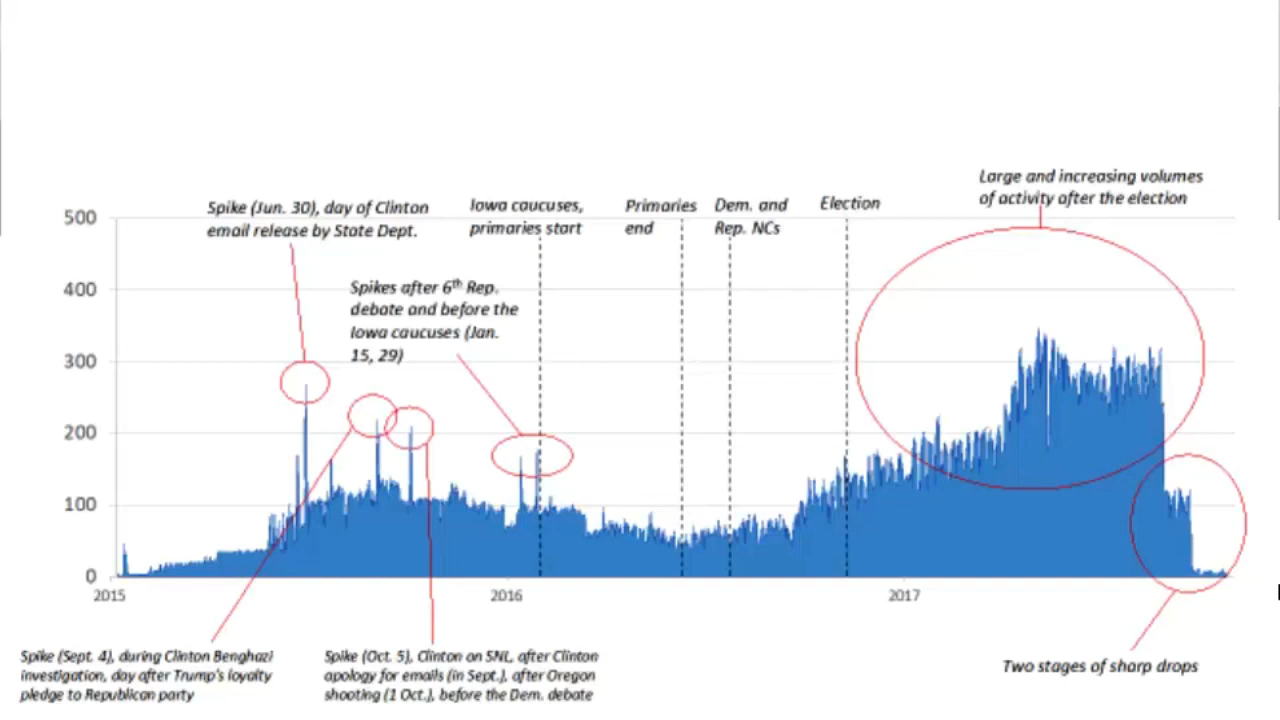 Large and increasing volumes
of activity after the election
Spike (Jun. 30), day of Clinton
email release by State Dept.
Iowa caucuses,
primaries start
Primaries
end
Dem. and
Rep. NCs
Election
Spikes after 6th Rep.
debate and before the
Iowa caucuses (Jan.
15, 29)
500
400
300
200
100
0
2015
2016
2017
Spike (Sept. 4), during Clinton Benghazi
investigation, day after Trump's loyalty
pledge to Republican party
Spike (Oct. 5), Clinton on SNL, after Clinton
apology for emails (in Sept.), after Oregon
shooting (1 Oct.), before the Dem. debate
Two stages of sharp drops